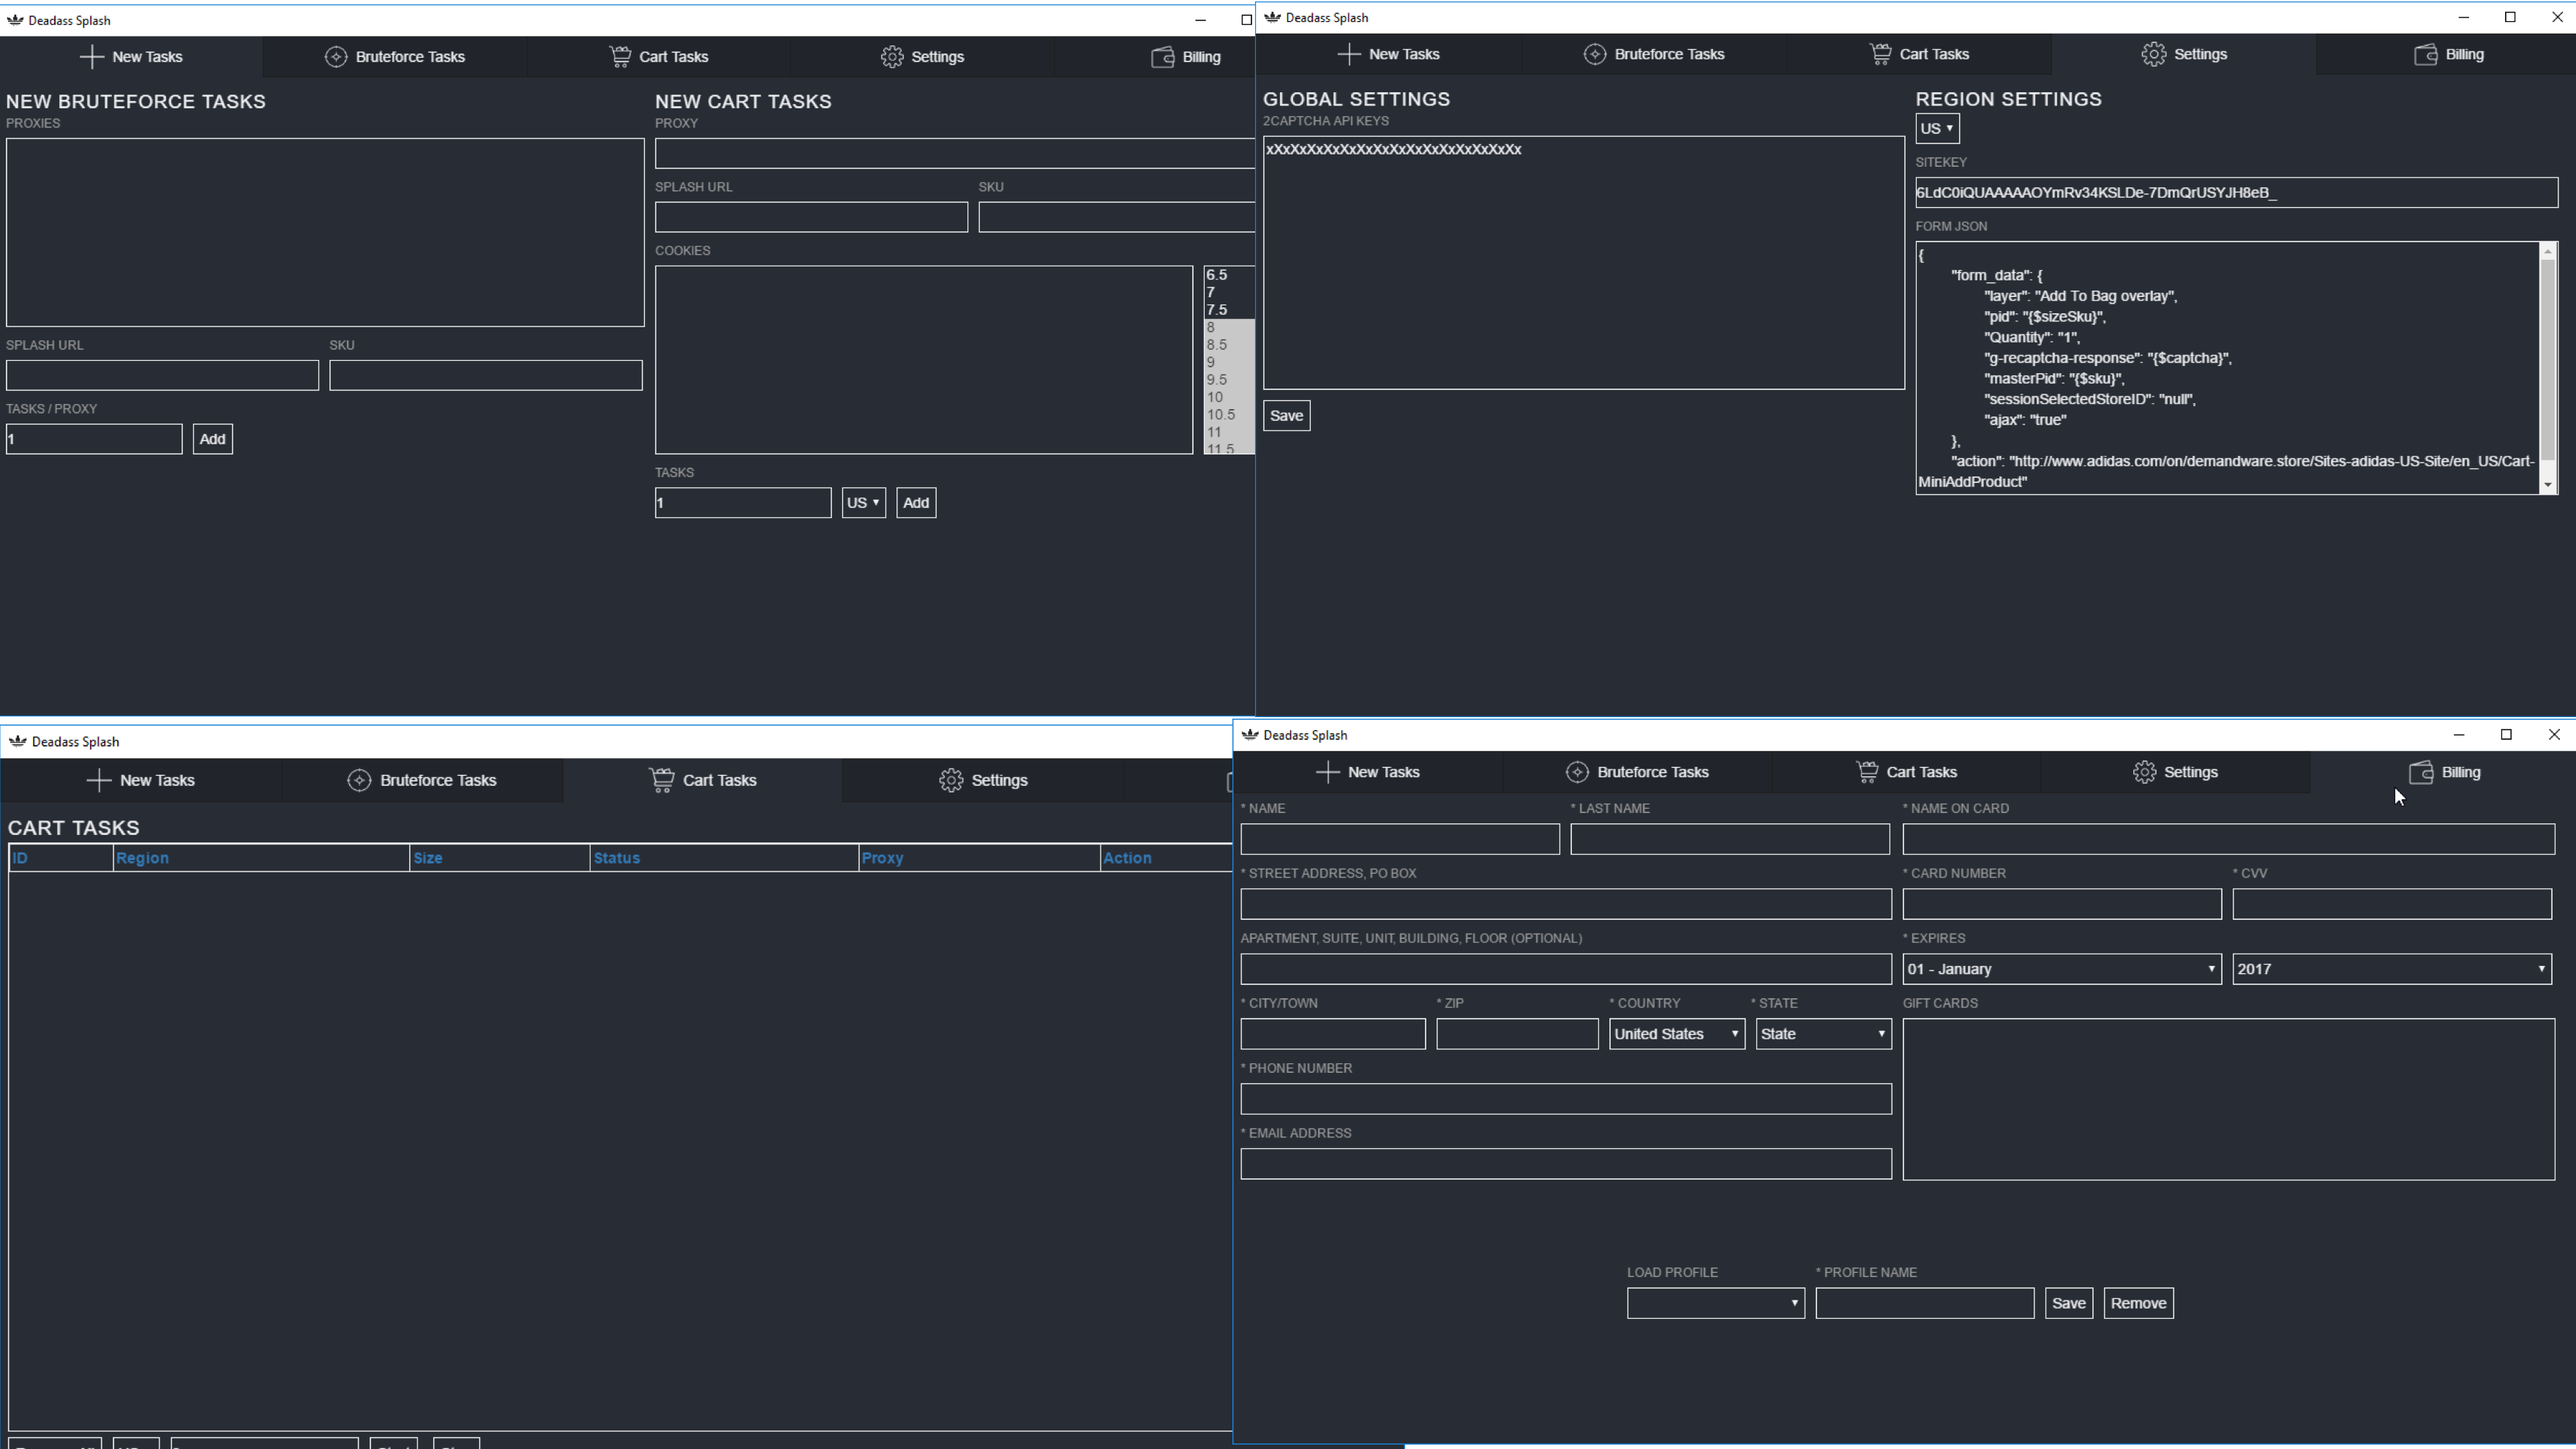 Deadass Splash
New Tasks
Bruteforce Tasks
Cart Tasks
Settings
Billing
NEW BRUTEFORCE TASKS
PROXIES
SPLASH URL
SKU
TASKS / PROXY
1
Add
NEW CART TASKS
PROXY
SPLASH URL
SKU
COOKIES
6.5
7
7.5
8
8.5
9
9.5
10
10.5
11
11.5
TASKS
1
US
Add
Deadass Splash
New Tasks
Bruteforce Tasks
Cart Tasks
Settings
Billing
GLOBAL SETTINGS
2CAPTCHA API KEYS
xXxXxXxXxXxXxXxXxXxXxXxXxXxXxXx
Save
REGION SETTINGS
US
SITEKEY
6LdC0iQUAAAAAOYmRv34KSLDe-7DmQrUSYJH8eB_
FORM JSON
{
"form_data": {
"layer": "Add To Bag overlay",
"pid": "{$sizeSku}",
"Quantity": "1",
"g-recaptcha-response": "{$captcha}",
"masterPid": "{$sku}",
"sessionSelectedStoreID": "null",
"ajax": "true"
},
"action": "http://www.adidas.com/on/demandware.store/Sites-adidas-US-Site/en_US/Cart-
MiniAddProduct"
Deadass Splash
New Tasks
Bruteforce Tasks
Cart Tasks
Settings
CART TASKS
ID
Region
Size
Status
Proxy
Action
Deadass Splash
New Tasks
Bruteforce Tasks
Cart Tasks
Settings
Billing
* NAME
* LAST NAME
* NAME ON CARD
* STREET ADDRESS, PO BOX
* CARD NUMBER
* CVV
APARTMENT, SUITE, UNIT, BUILDING, FLOOR (OPTIONAL)
* EXPIRES
01 - January
2017
* CITY/TOWN
* ZIP
* COUNTRY
* STATE
United States
State
GIFT CARDS
* PHONE NUMBER
* EMAIL ADDRESS
LOAD PROFILE
* PROFILE NAME
Save
Remove